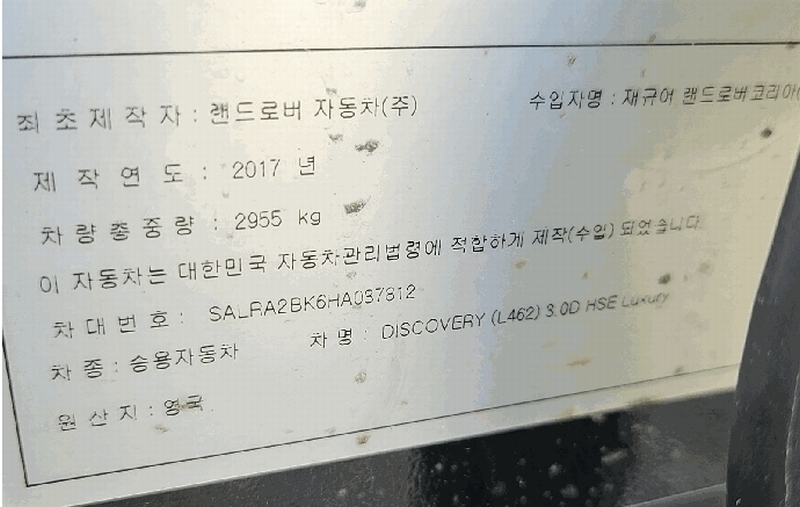 최초제작자 : 랜드로버 자동차(주) 수입자명 : 재규어 랜드로버코리아(
제작연도 : 2017 년
차량총중량 : 2955 kg
이 자동차는 대한민국 자동차관리법령에 적합하게 제작(수입) 되었습니다
차대번호 : SALRA2BK6HA037812
차종 : 승용자동차 차명 : DISCOVERY (L462) 3.0D HSE Luxury
원산지 : 영국